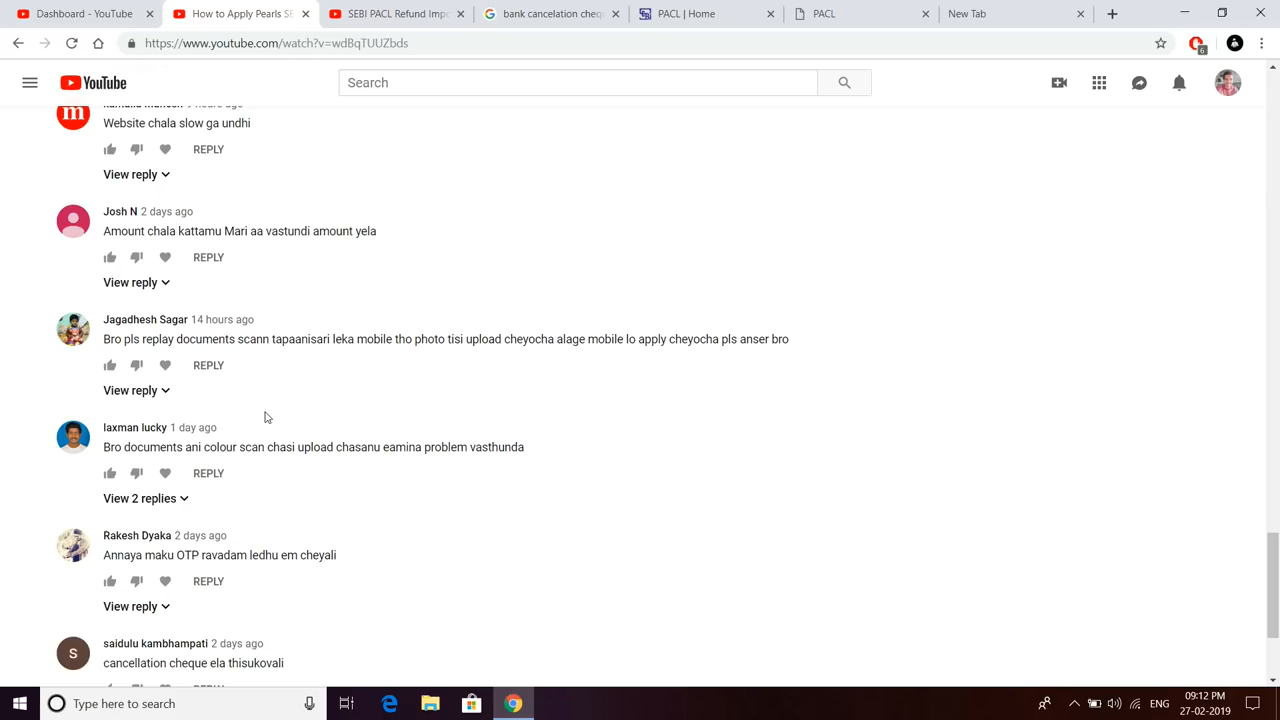 Dashboard - YouTube
How to Apply Pearls SE
SEBI PACL Refund Imp
bank cancelation cheq
PACL | Home
PACL
New Tab
https://www.youtube.com/watch?v=wdBqTUUZbds
6
YouTube
Search
9 hours ago
Website chala slow ga undhi
REPLY
View reply
Josh N 2 days ago
Amount chala kattamu Mari aa vastundi amount yela
REPLY
View reply
Jagadhesh Sagar 14 hours ago
Bro pls replay documents scann tapaanisari leka mobile tho photo tisi upload cheyocha alage mobile lo apply cheyocha pls anser bro
REPLY
View reply
laxman lucky 1 day ago
Bro documents ani colour scan chasi upload chasanu eamina problem vasthunda
REPLY
View 2 replies
Rakesh Dyaka 2 days ago
Annaya maku OTP ravadam ledhu em cheyali
REPLY
View reply
S
saidulu kambhampati 2 days ago
cancellation cheque ela thisukovali
Type here to search
ENG
09:12 PM
27-02-2019